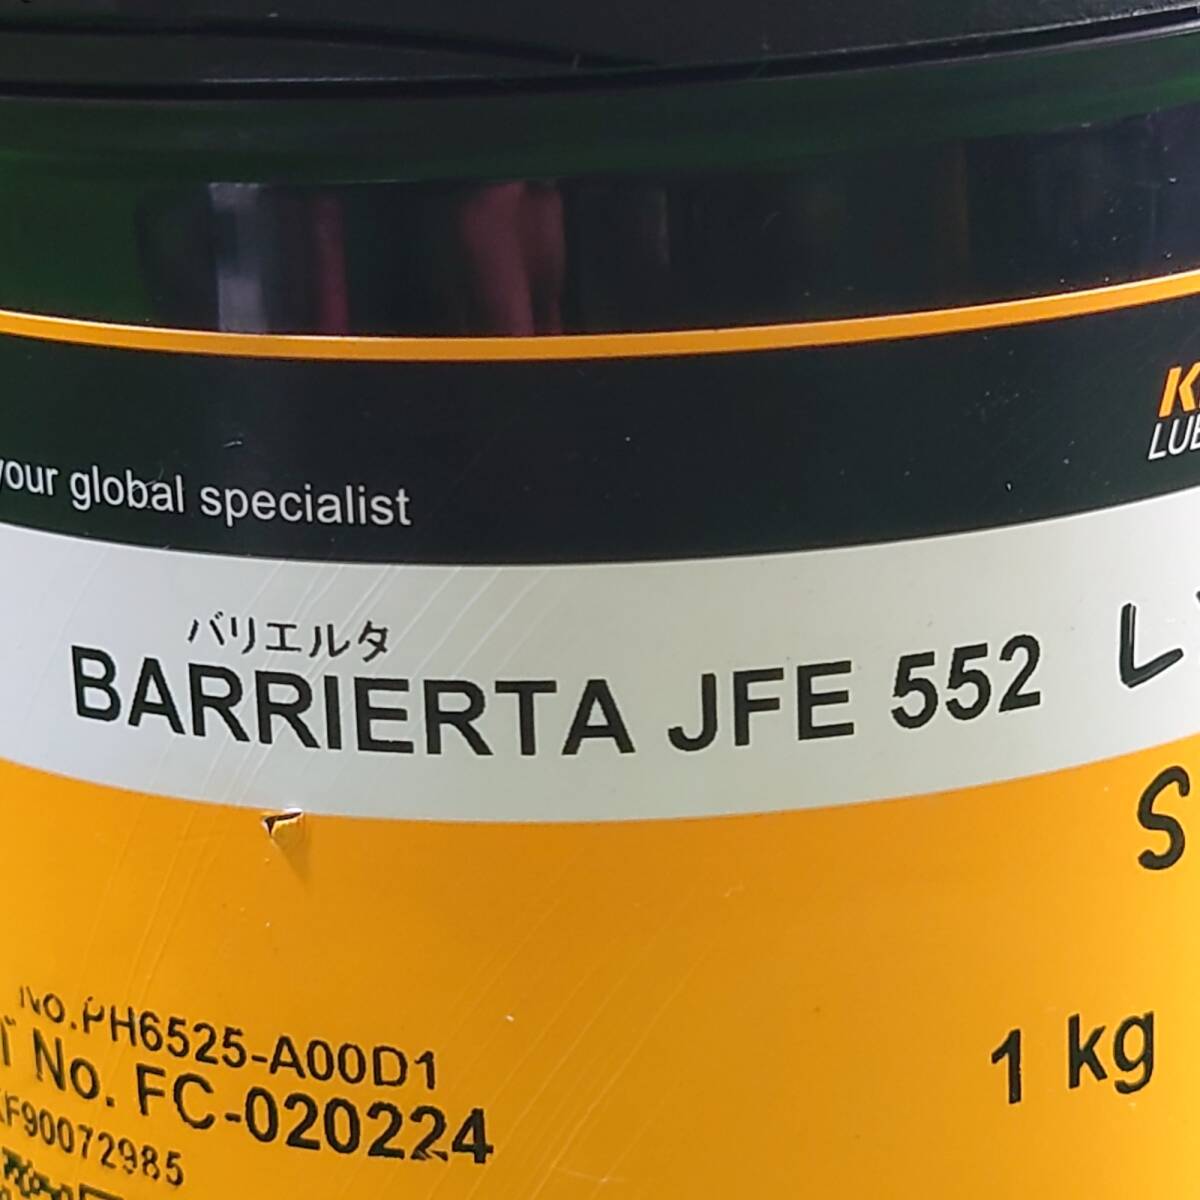 your global specialist
バリエルタ
BARRIERTA JFE 552
No.PH6525-A00D1
No. FC-020224
F90072985
1 kg